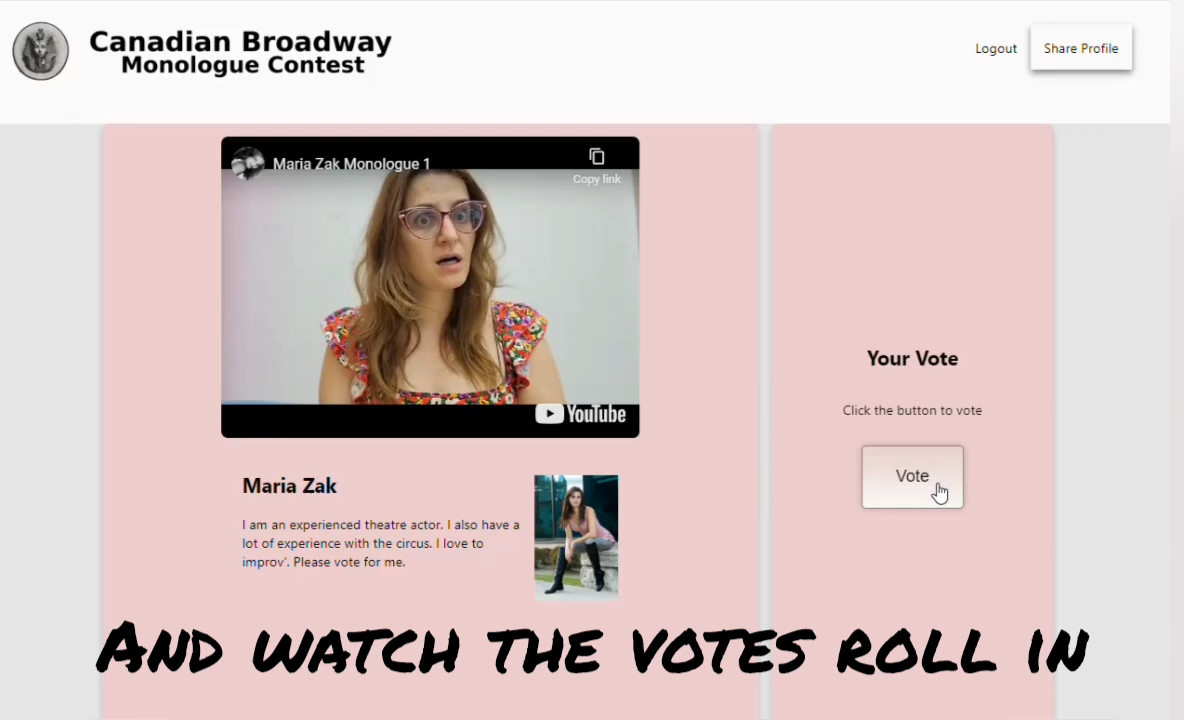 Canadian Broadway
Monologue Contest
Logout
Share Profile
Maria Zak Monologue 1
Copy link
YouTube
Your Vote
Click the button to vote
Vote
Maria Zak
I am an experienced theatre actor. I also have a
lot of experience with the circus. I love to
improv'. Please vote for me.
And watch the votes roll in